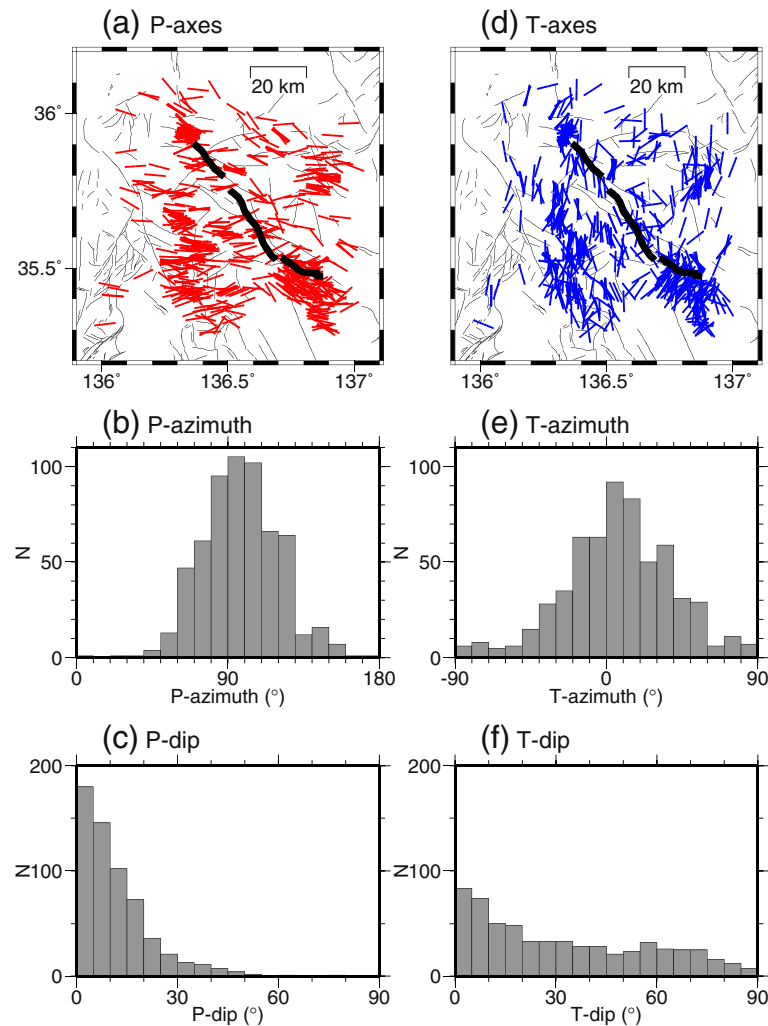 (a) P-axes
(d) T-axes
20 km
20 km
36°
35.5°
136° 136.5° 137°
136° 136.5° 137°
(b) P-azimuth
(e) T-azimuth
100
50
0
N
0 90 180
P-azimuth (°)
100
50
0
N
-90 0 90
T-azimuth (°)
(c) P-dip
(f) T-dip
200
100
0
N
0 30 60 90
P-dip (°)
200
100
0
N
0 30 60 90
T-dip (°)